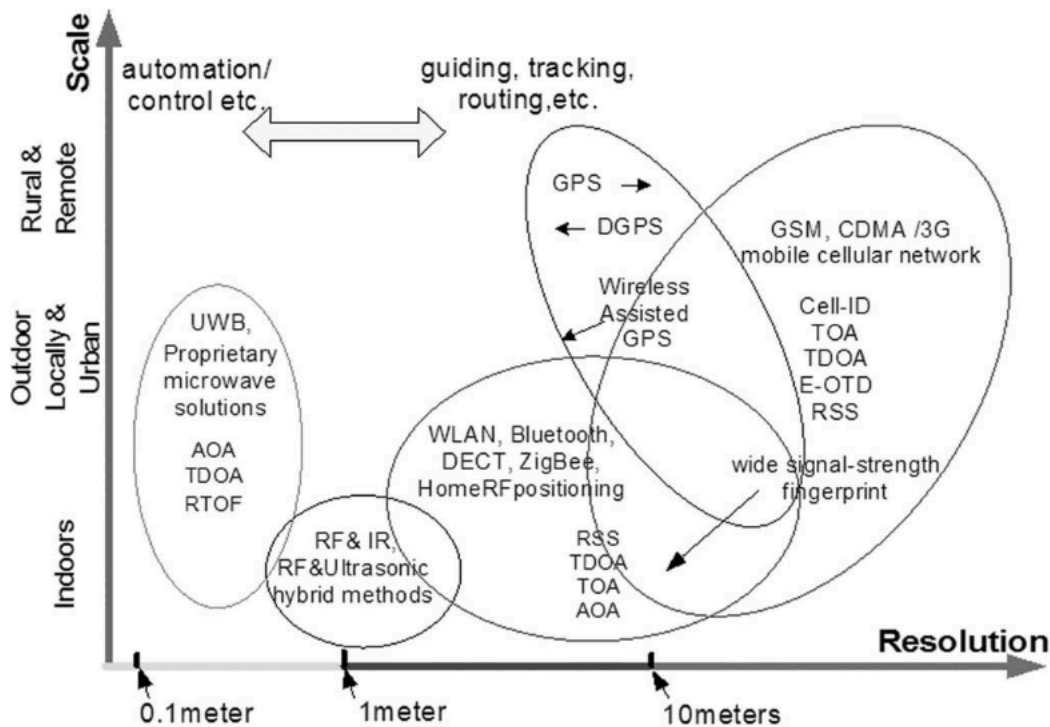 Scale
automation/
control etc.
guiding, tracking,
routing,etc.
Rural &
Remote
Outdoor
Locally &
Urban
Indoors
GPS
DGPS
Wireless
Assisted
GPS
GSM, CDMA /3G
mobile cellular network
Cell-ID
TOA
TDOA
E-OTD
RSS
wide signal-strength
fingerprint
UWB,
Proprietary
microwave
solutions
AOA
TDOA
RTOF
WLAN, Bluetooth,
DECT, ZigBee,
HomeRFpositioning
RSS
TDOA
TOA
AOA
RF& IR,
RF&Ultrasonic
hybrid methods
Resolution
0.1meter
1meter
10meters